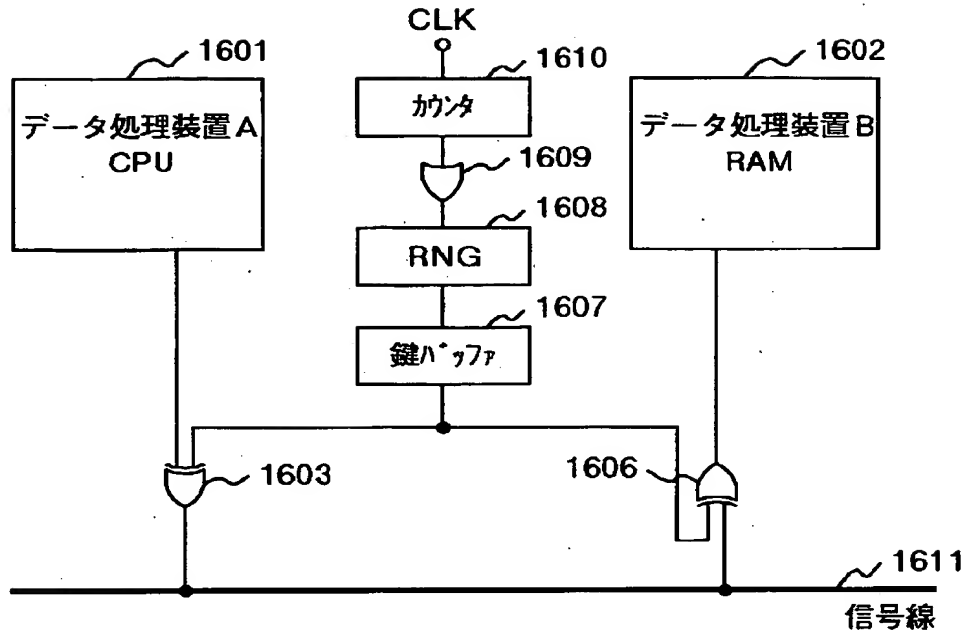 CLK
1601
1610
1602
データ処理装置A
CPU
ｶｳﾝﾀ
データ処理装置B
RAM
1609
1608
RNG
1607
鍵ﾊﾞｯﾌｧ
1603
1606
1611
信号線